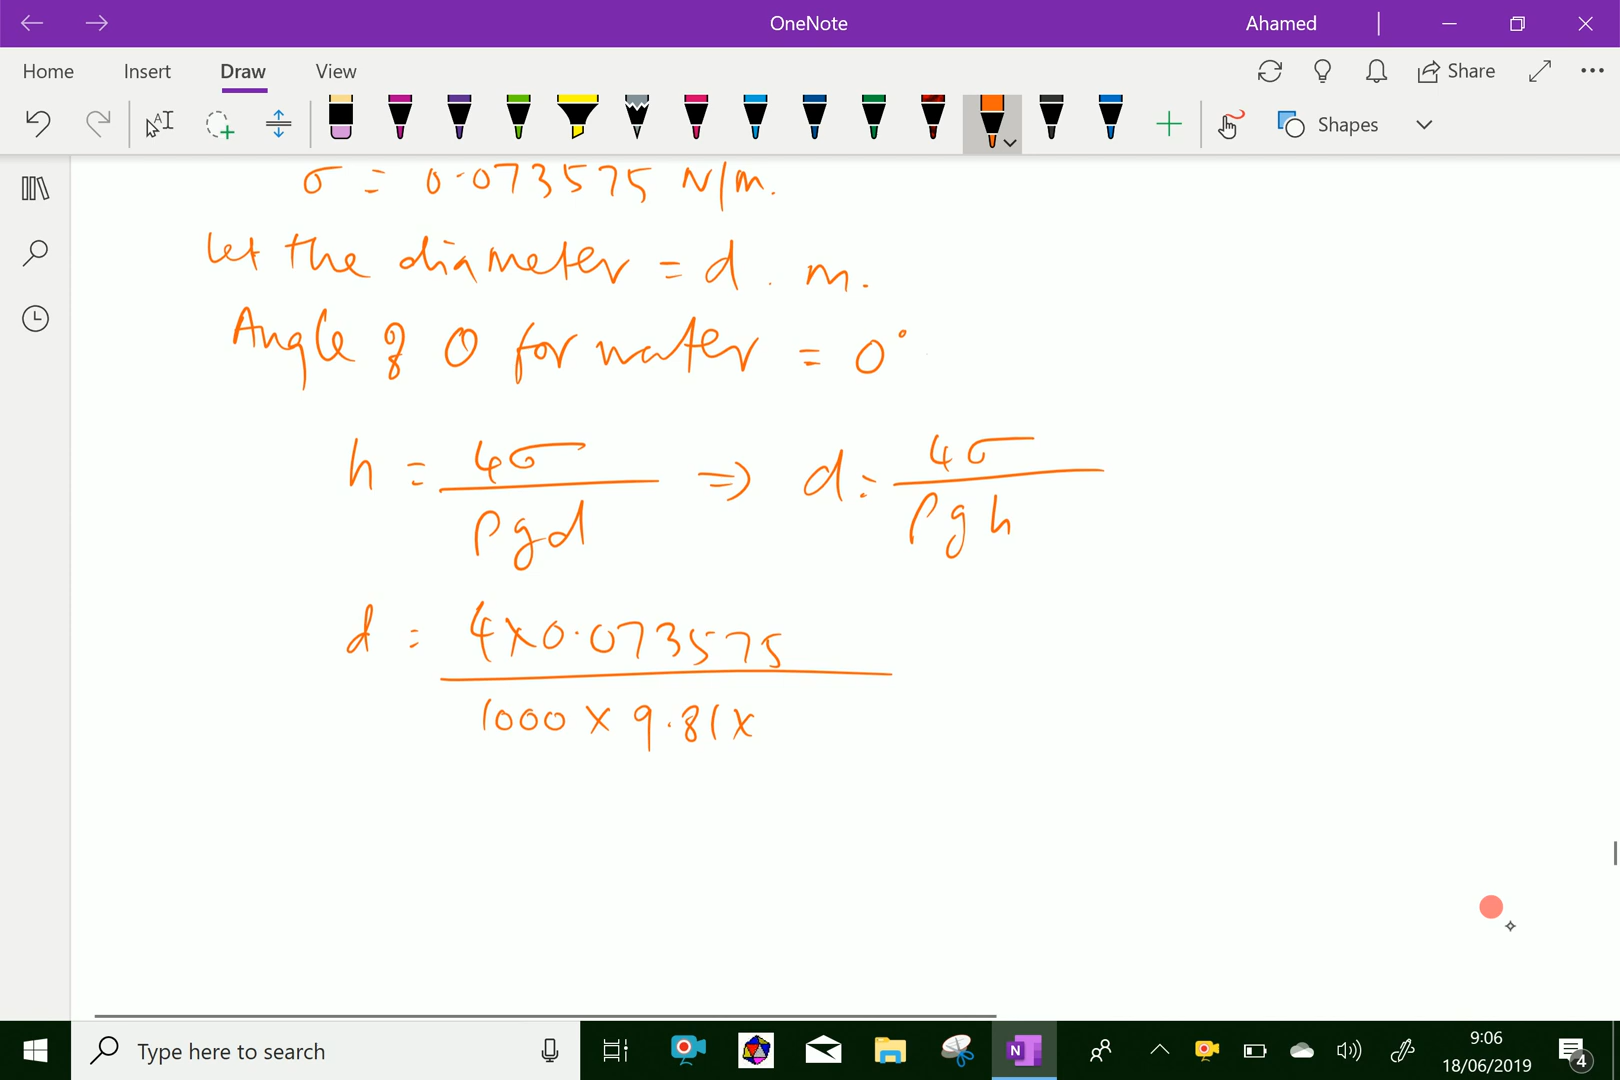 OneNote
Ahamed
Home Insert Draw View
Share
Shapes
σ = 0.073575 N/m.
Let the diameter = d. m.
Angle of θ for water = 0°
h = 4σ / ρgd ⇒ d = 4σ / ρgh
d = 4×0.073575 / 1000 × 9.81×
Type here to search
9:06
18/06/2019
4